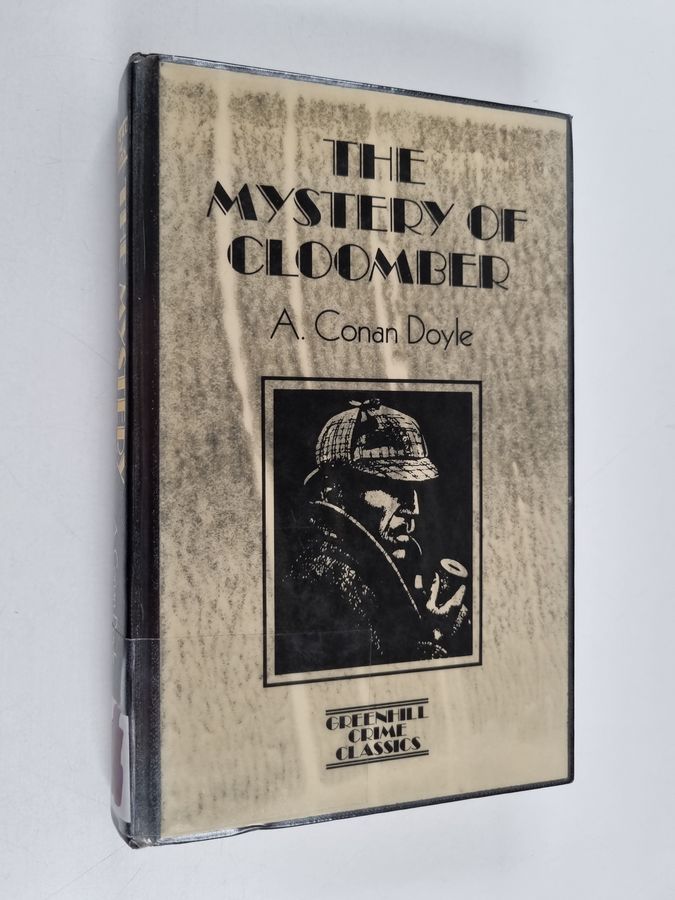 THE
MYSTERY OF
CLOOMBER
A. Conan Doyle
GREENHILL
CRIME
CLASSICS
THE MYSTERY